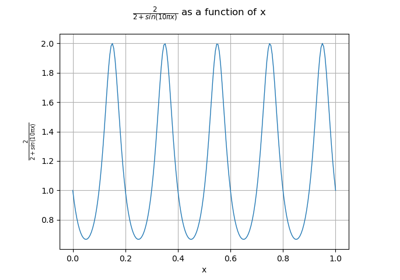 2/(2 + sin(10πx)) as a function of x
2.0
1.8
1.6
1.4
1.2
1.0
0.8
2/(2 + sin(10πx))
0.0 0.2 0.4 0.6 0.8 1.0
x